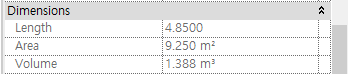 Dimensions
Length 4.8500
Area 9.250 m²
Volume 1.388 m³